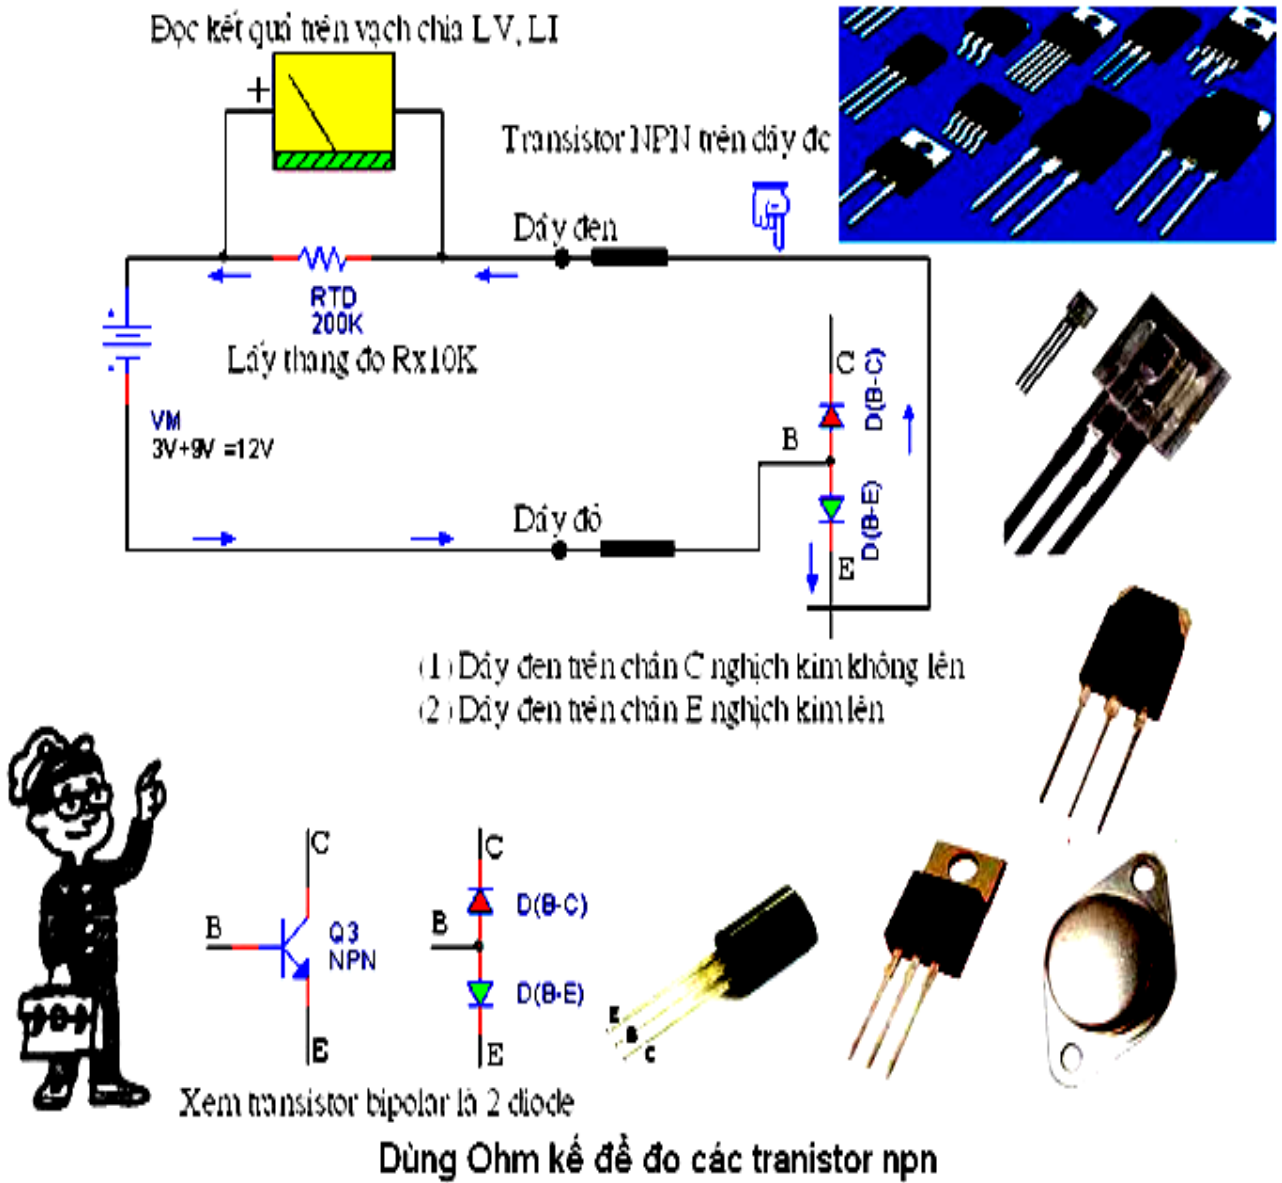 Đọc kết quả trên vạch chia LV, LI
+
Transistor NPN trên dây đo
Dây đen
RTD
200K
Lấy thang đo Rx10K
VM
3V+9V =12V
C
D(B-C)
B
D(B-E)
E
Dây đỏ
(1) Dây đen trên chân C nghịch kim không lên
(2) Dây đen trên chân E nghịch kim lên
C
B
Q3
NPN
E
C
D(B-C)
B
D(B-E)
E
E
B
C
Xem transistor bipolar là 2 diode
Dùng Ohm kế để đo các tranistor npn